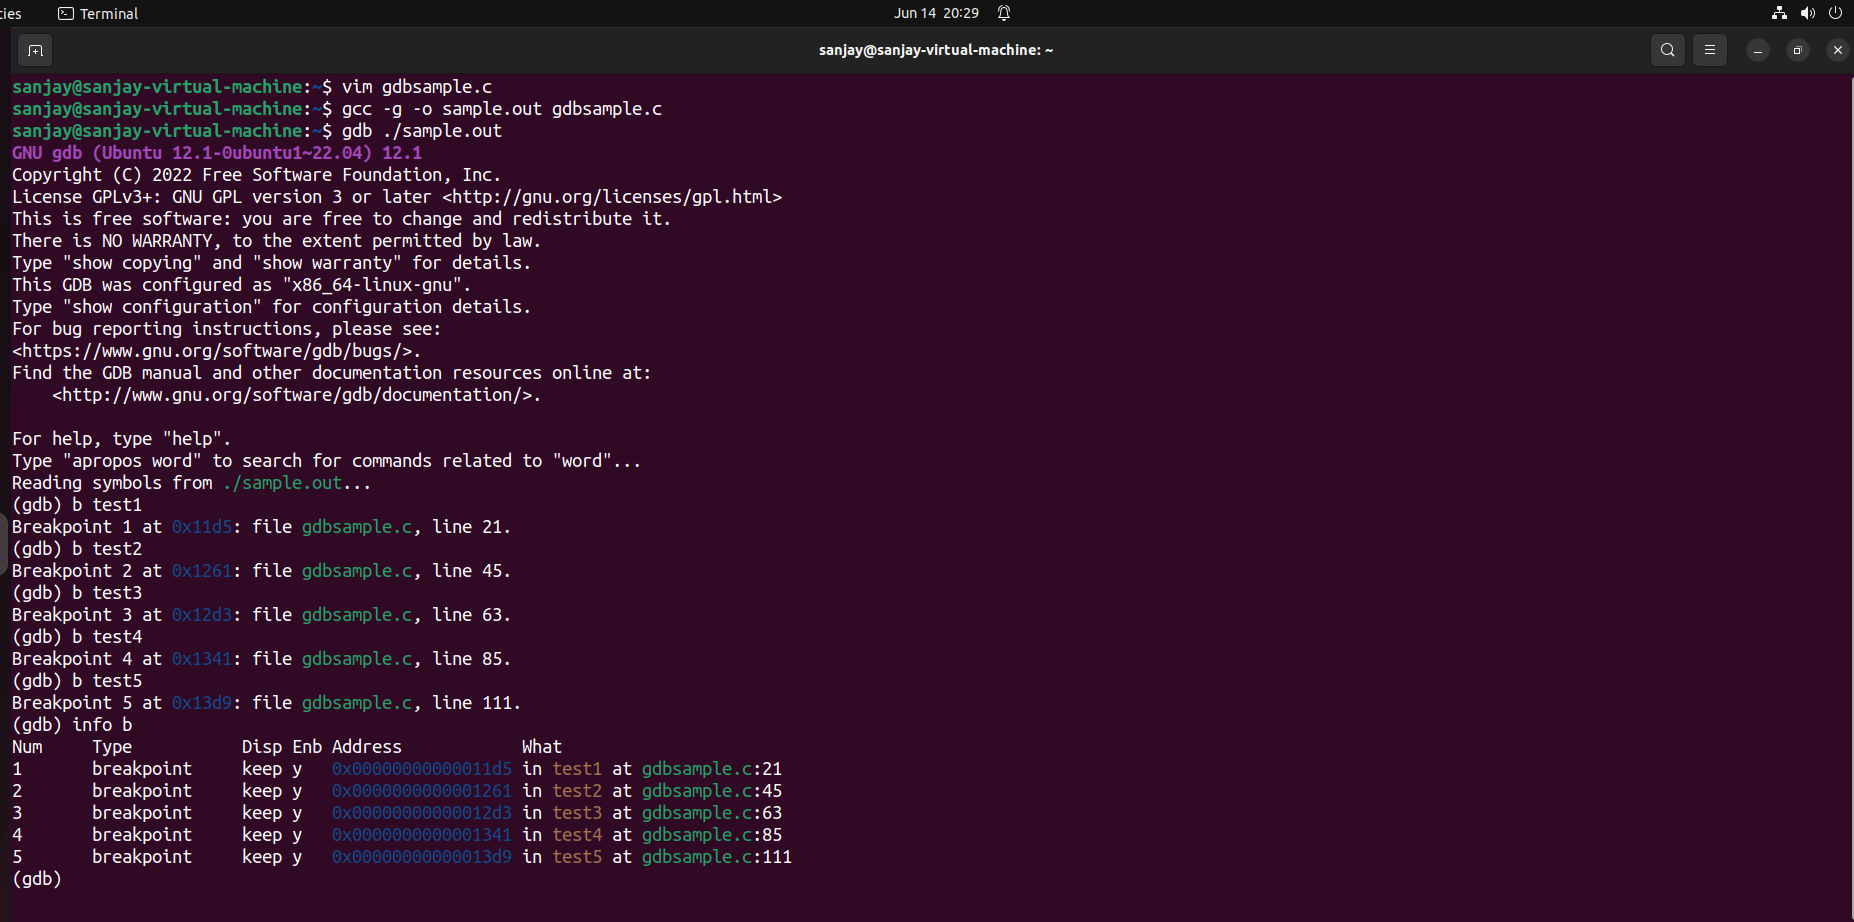 ties
Terminal
Jun 14 20:29
sanjay@sanjay-virtual-machine: ~
sanjay@sanjay-virtual-machine:~$ vim gdbsample.c
sanjay@sanjay-virtual-machine:~$ gcc -g -o sample.out gdbsample.c
sanjay@sanjay-virtual-machine:~$ gdb ./sample.out
GNU gdb (Ubuntu 12.1-0ubuntu1~22.04) 12.1
Copyright (C) 2022 Free Software Foundation, Inc.
License GPLv3+: GNU GPL version 3 or later <http://gnu.org/licenses/gpl.html>
This is free software: you are free to change and redistribute it.
There is NO WARRANTY, to the extent permitted by law.
Type "show copying" and "show warranty" for details.
This GDB was configured as "x86_64-linux-gnu".
Type "show configuration" for configuration details.
For bug reporting instructions, please see:
<https://www.gnu.org/software/gdb/bugs/>.
Find the GDB manual and other documentation resources online at:
    <http://www.gnu.org/software/gdb/documentation/>.

For help, type "help".
Type "apropos word" to search for commands related to "word"...
Reading symbols from ./sample.out...
(gdb) b test1
Breakpoint 1 at 0x11d5: file gdbsample.c, line 21.
(gdb) b test2
Breakpoint 2 at 0x1261: file gdbsample.c, line 45.
(gdb) b test3
Breakpoint 3 at 0x12d3: file gdbsample.c, line 63.
(gdb) b test4
Breakpoint 4 at 0x1341: file gdbsample.c, line 85.
(gdb) b test5
Breakpoint 5 at 0x13d9: file gdbsample.c, line 111.
(gdb) info b
Num     Type           Disp Enb Address            What
1       breakpoint     keep y   0x00000000000011d5 in test1 at gdbsample.c:21
2       breakpoint     keep y   0x0000000000001261 in test2 at gdbsample.c:45
3       breakpoint     keep y   0x00000000000012d3 in test3 at gdbsample.c:63
4       breakpoint     keep y   0x0000000000001341 in test4 at gdbsample.c:85
5       breakpoint     keep y   0x00000000000013d9 in test5 at gdbsample.c:111
(gdb)